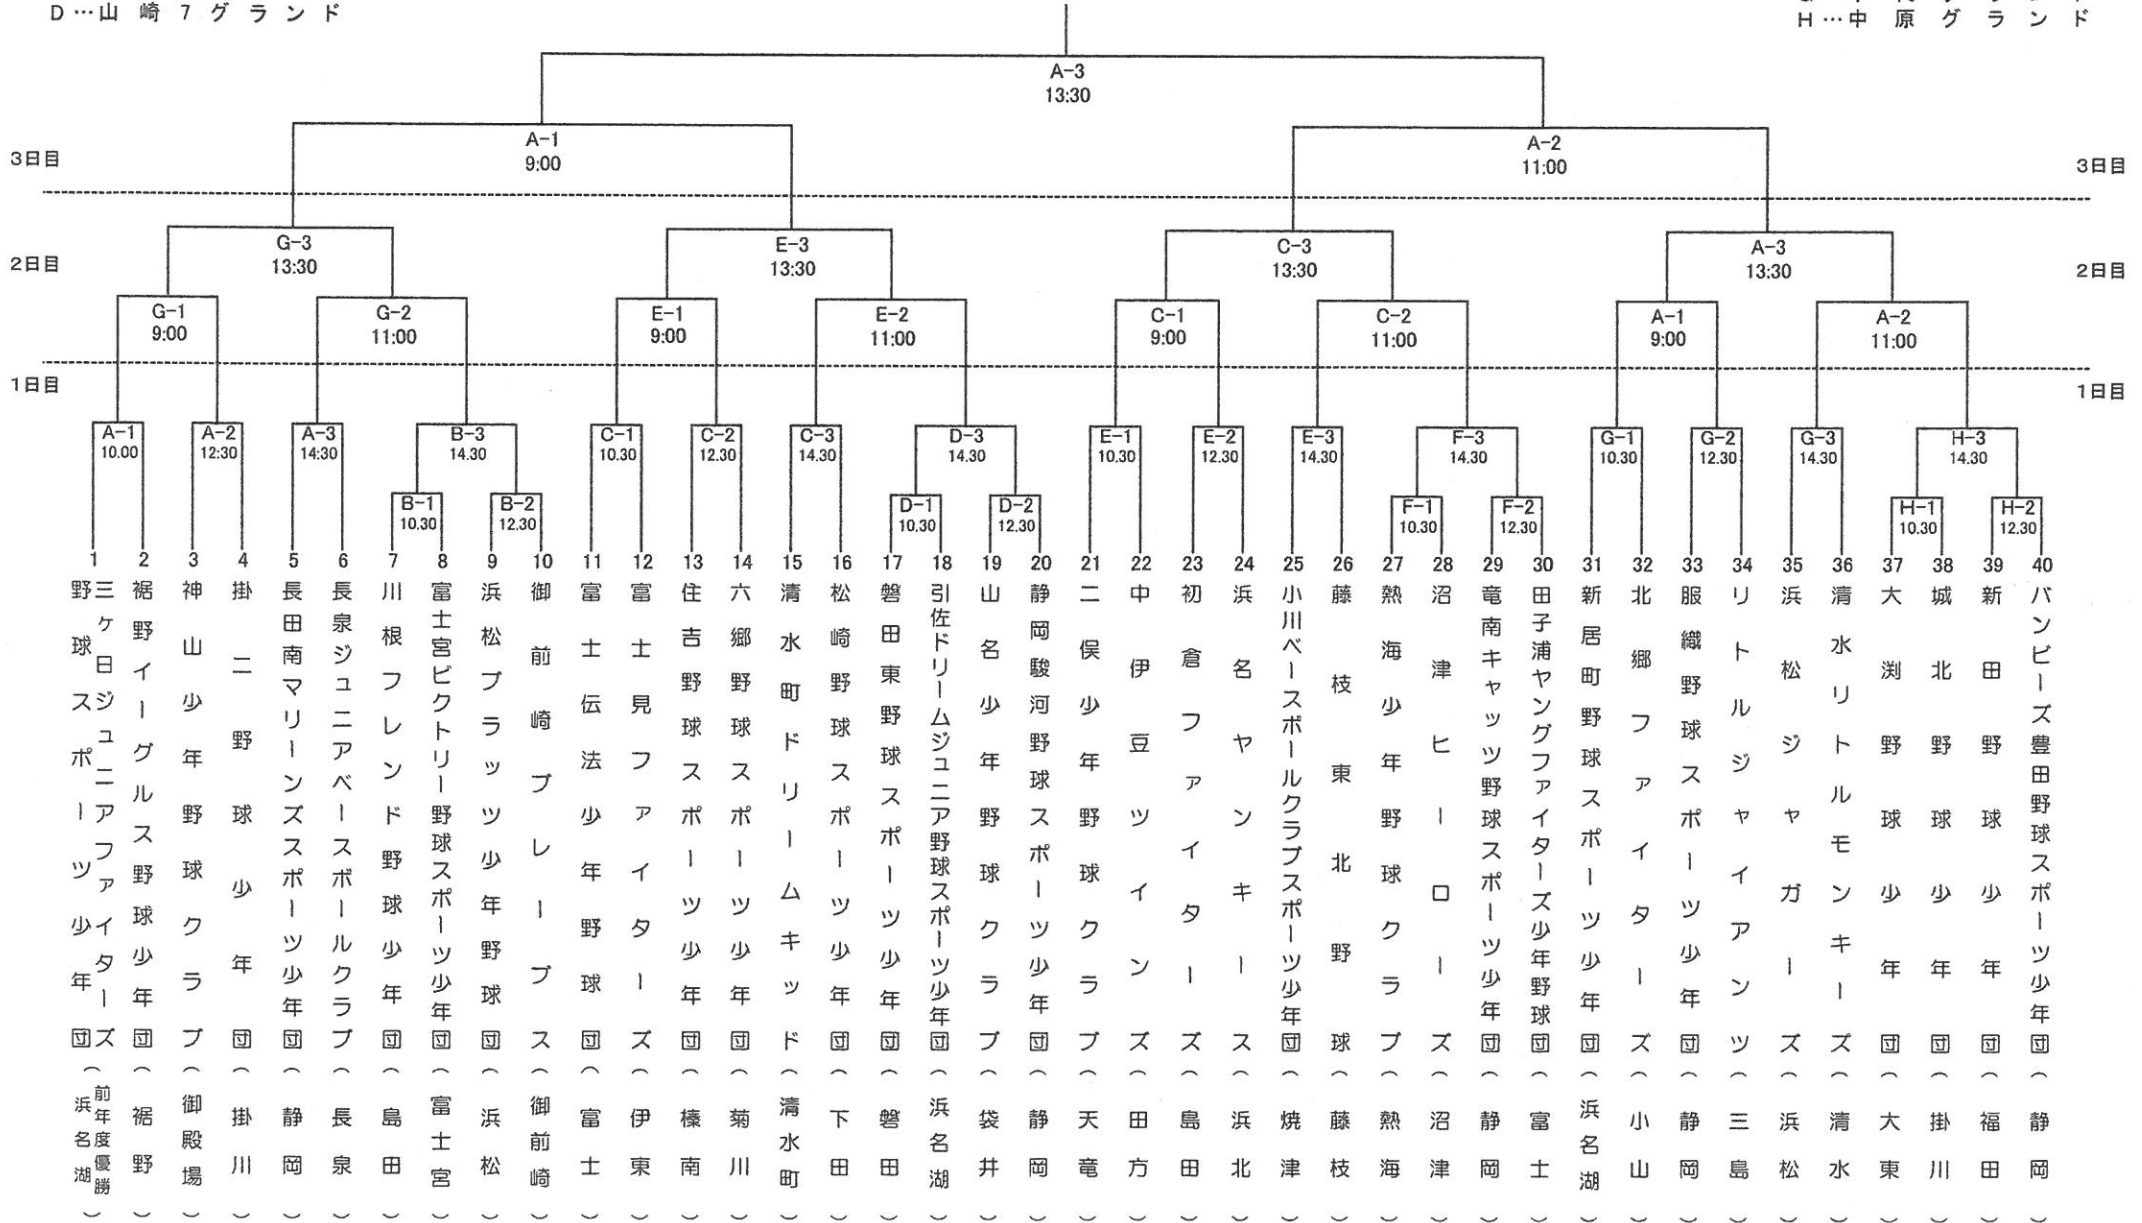 D…山崎7グランド
H…中原グランド
A-3
13:30
A-1
9:00
A-2
11:00
3日目
3日目
G-3
13:30
E-3
13:30
C-3
13:30
A-3
13:30
2日目
2日目
G-1
9:00
G-2
11:00
E-1
9:00
E-2
11:00
C-1
9:00
C-2
11:00
A-1
9:00
A-2
11:00
1日目
1日目
A-1
10.00
A-2
12:30
A-3
14:30
B-3
14.30
C-1
10.30
C-2
12.30
C-3
14.30
D-3
14.30
E-1
10.30
E-2
12.30
E-3
14.30
F-3
14.30
G-1
10.30
G-2
12.30
G-3
14.30
H-3
14.30
B-1
10.30
B-2
12.30
D-1
10.30
D-2
12.30
F-1
10.30
F-2
12.30
H-1
10.30
H-2
12.30
1
三ケ日ジュニアファイターズ
野球スポーツ少年団
(前年度優勝
浜名湖)
2
裾野イーグルス野球少年団(裾野)
3
神山少年野球クラブ(御殿場)
4
掛二野球少年団(掛川)
5
長田南マリーンズスポーツ少年団(静岡)
6
長泉ジュニアベースボールクラブ(長泉)
7
川根フレンド野球少年団(島田)
8
富士宮ビクトリー野球スポーツ少年団(富士宮)
9
浜松ブラッツ少年野球団(浜松)
10
御前崎ブレーブス(御前崎)
11
富士伝法少年野球団(富士)
12
富士見ファイターズ(伊東)
13
住吉野球スポーツ少年団(榛南)
14
六郷野球スポーツ少年団(菊川)
15
清水町ドリームキッド(清水町)
16
松崎野球スポーツ少年団(下田)
17
磐田東野球スポーツ少年団(磐田)
18
引佐ドリームジュニア野球スポーツ少年団(浜名湖)
19
山名少年野球クラブ(袋井)
20
静岡駿河野球スポーツ少年団(静岡)
21
二俣少年野球クラブ(天竜)
22
中伊豆ツインズ(田方)
23
初倉ファイターズ(島田)
24
浜名ヤンキース(浜北)
25
小川ベースボールクラブスポーツ少年団(焼津)
26
藤枝東北野球(藤枝)
27
熱海少年野球クラブ(熱海)
28
沼津ヒーローズ(沼津)
29
竜南キャッツ野球スポーツ少年団(静岡)
30
田子浦ヤングファイターズ少年野球団(富士)
31
新居町野球スポーツ少年団(浜名湖)
32
北郷ファイターズ(小山)
33
服織野球スポーツ少年団(静岡)
34
リトルジャイアンツ(三島)
35
浜松ジャガーズ(浜松)
36
清水リトルモンキーズ(清水)
37
大渕野球少年団(大東)
38
城北野球少年団(掛川)
39
新田野球少年団(福田)
40
バンビーズ豊田野球スポーツ少年団(静岡)